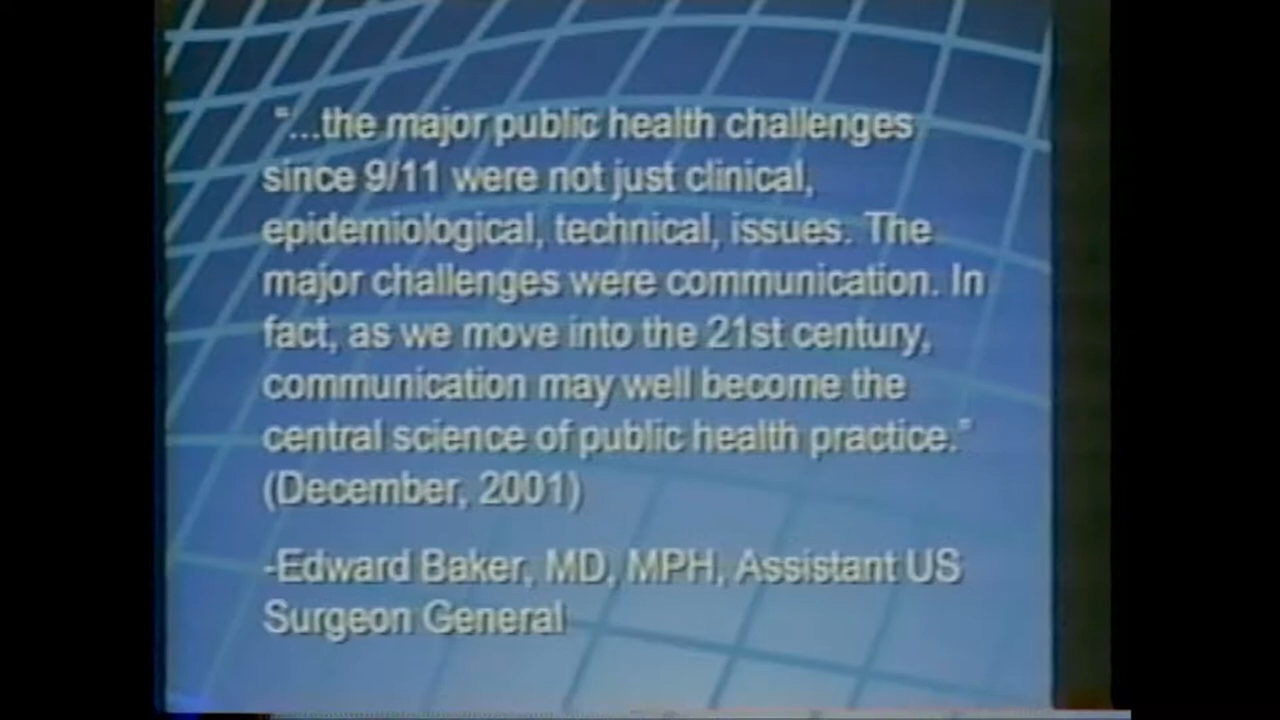 "...the major public health challenges
since 9/11 were not just clinical,
epidemiological, technical, issues. The
major challenges were communication. In
fact, as we move into the 21st century,
communication may well become the
central science of public health practice."
(December, 2001)
-Edward Baker, MD, MPH, Assistant US
Surgeon General